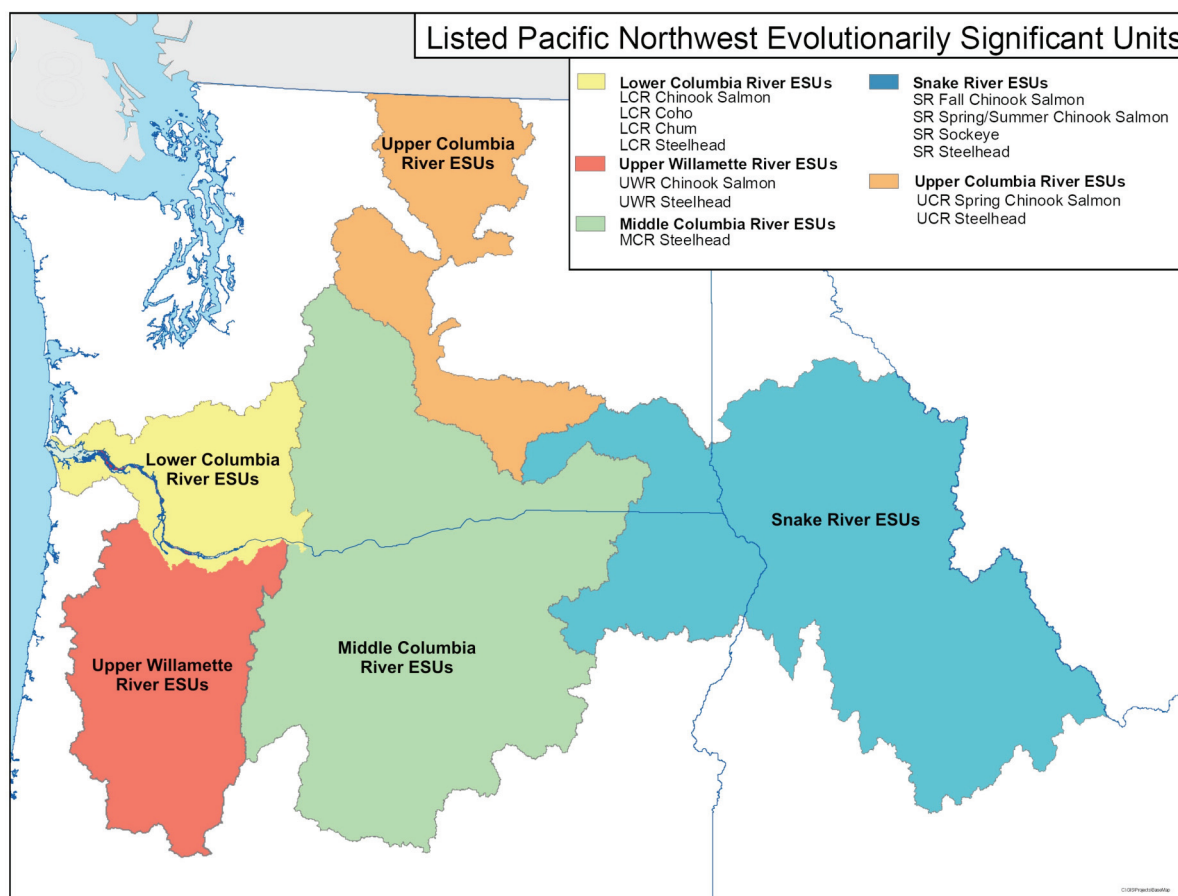 Listed Pacific Northwest Evolutionarily Significant Units
Lower Columbia River ESUs
LCR Chinook Salmon
LCR Coho
LCR Chum
LCR Steelhead
Upper Willamette River ESUs
UWR Chinook Salmon
UWR Steelhead
Middle Columbia River ESUs
MCR Steelhead
Snake River ESUs
SR Fall Chinook Salmon
SR Spring/Summer Chinook Salmon
SR Sockeye
SR Steelhead
Upper Columbia River ESUs
UCR Spring Chinook Salmon
UCR Steelhead
Upper Columbia
River ESUs
Lower Columbia
River ESUs
Snake River ESUs
Middle Columbia
River ESUs
Upper Willamette
River ESUs